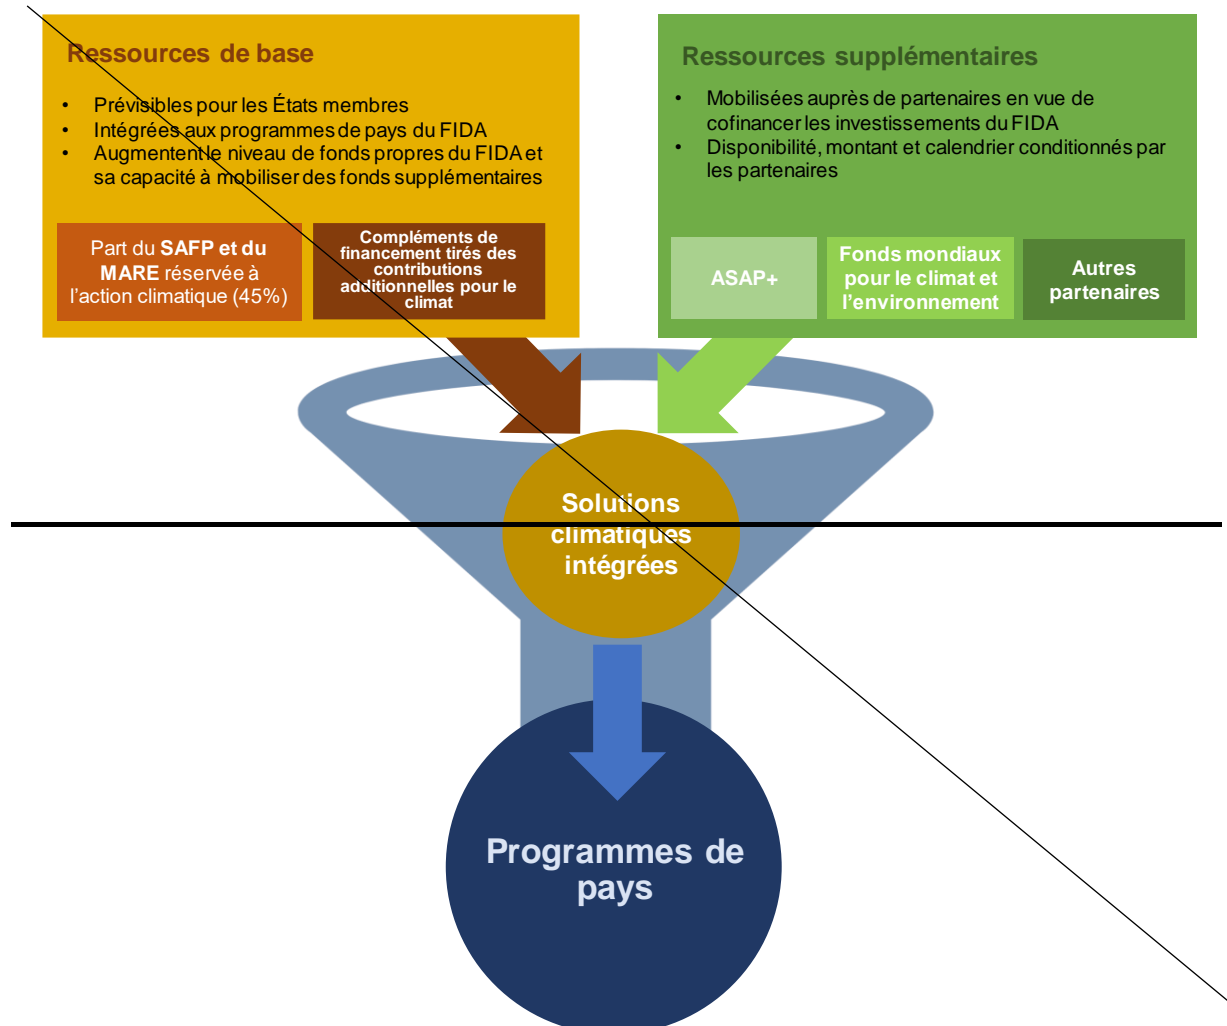 Ressources de base
• Prévisibles pour les États membres
• Intégrées aux programmes de pays du FIDA
• Augmentent le niveau de fonds propres du FIDA et
sa capacité à mobiliser des fonds supplémentaires
Part du SAFP et du
MARE réservée à
l'action climatique (45%)
Compléments de
financement tirés des
contributions
additionnelles pour le
climat
Ressources supplémentaires
• Mobilisées auprès de partenaires en vue de
cofinancer les investissements du FIDA
• Disponibilité, montant et calendrier conditionnés par
les partenaires
ASAP+
Fonds mondiaux
pour le climat et
l'environnement
Autres
partenaires
Solutions
climatiques
intégrées
Programmes de
pays